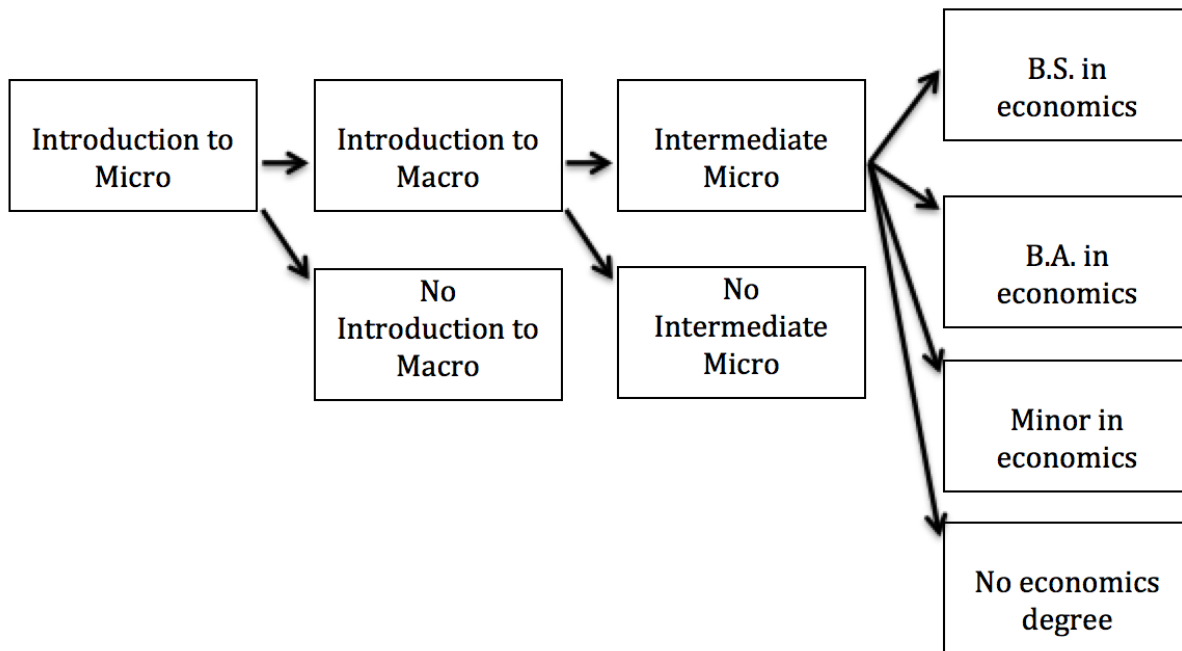 Introduction to
Micro
Introduction to
Macro
Intermediate
Micro
B.S. in
economics
B.A. in
economics
No
Introduction to
Macro
No
Intermediate
Micro
Minor in
economics
No economics
degree